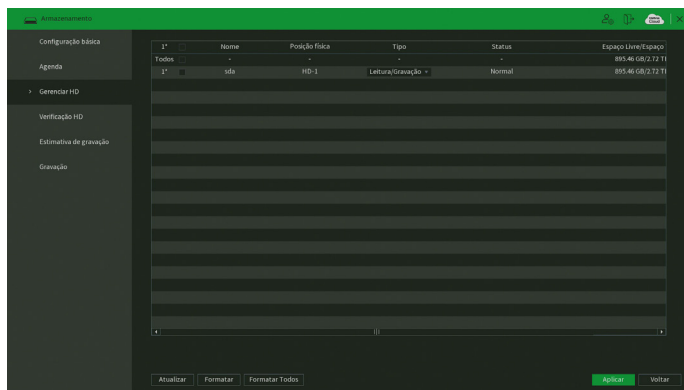 Armazenamento
Configuração básica
Agenda
> Gerenciar HD
Verificação HD
Estimativa de gravação
Gravação
1* Nome Posição física Tipo Status Espaço Livre/Espaço
Todos - - - - 895.46 GB/2.72 T
1* sda HD-1 Leitura/Gravação Normal 895.46 GB/2.72 T
Atualizar Formatar Formatar Todos Aplicar Voltar